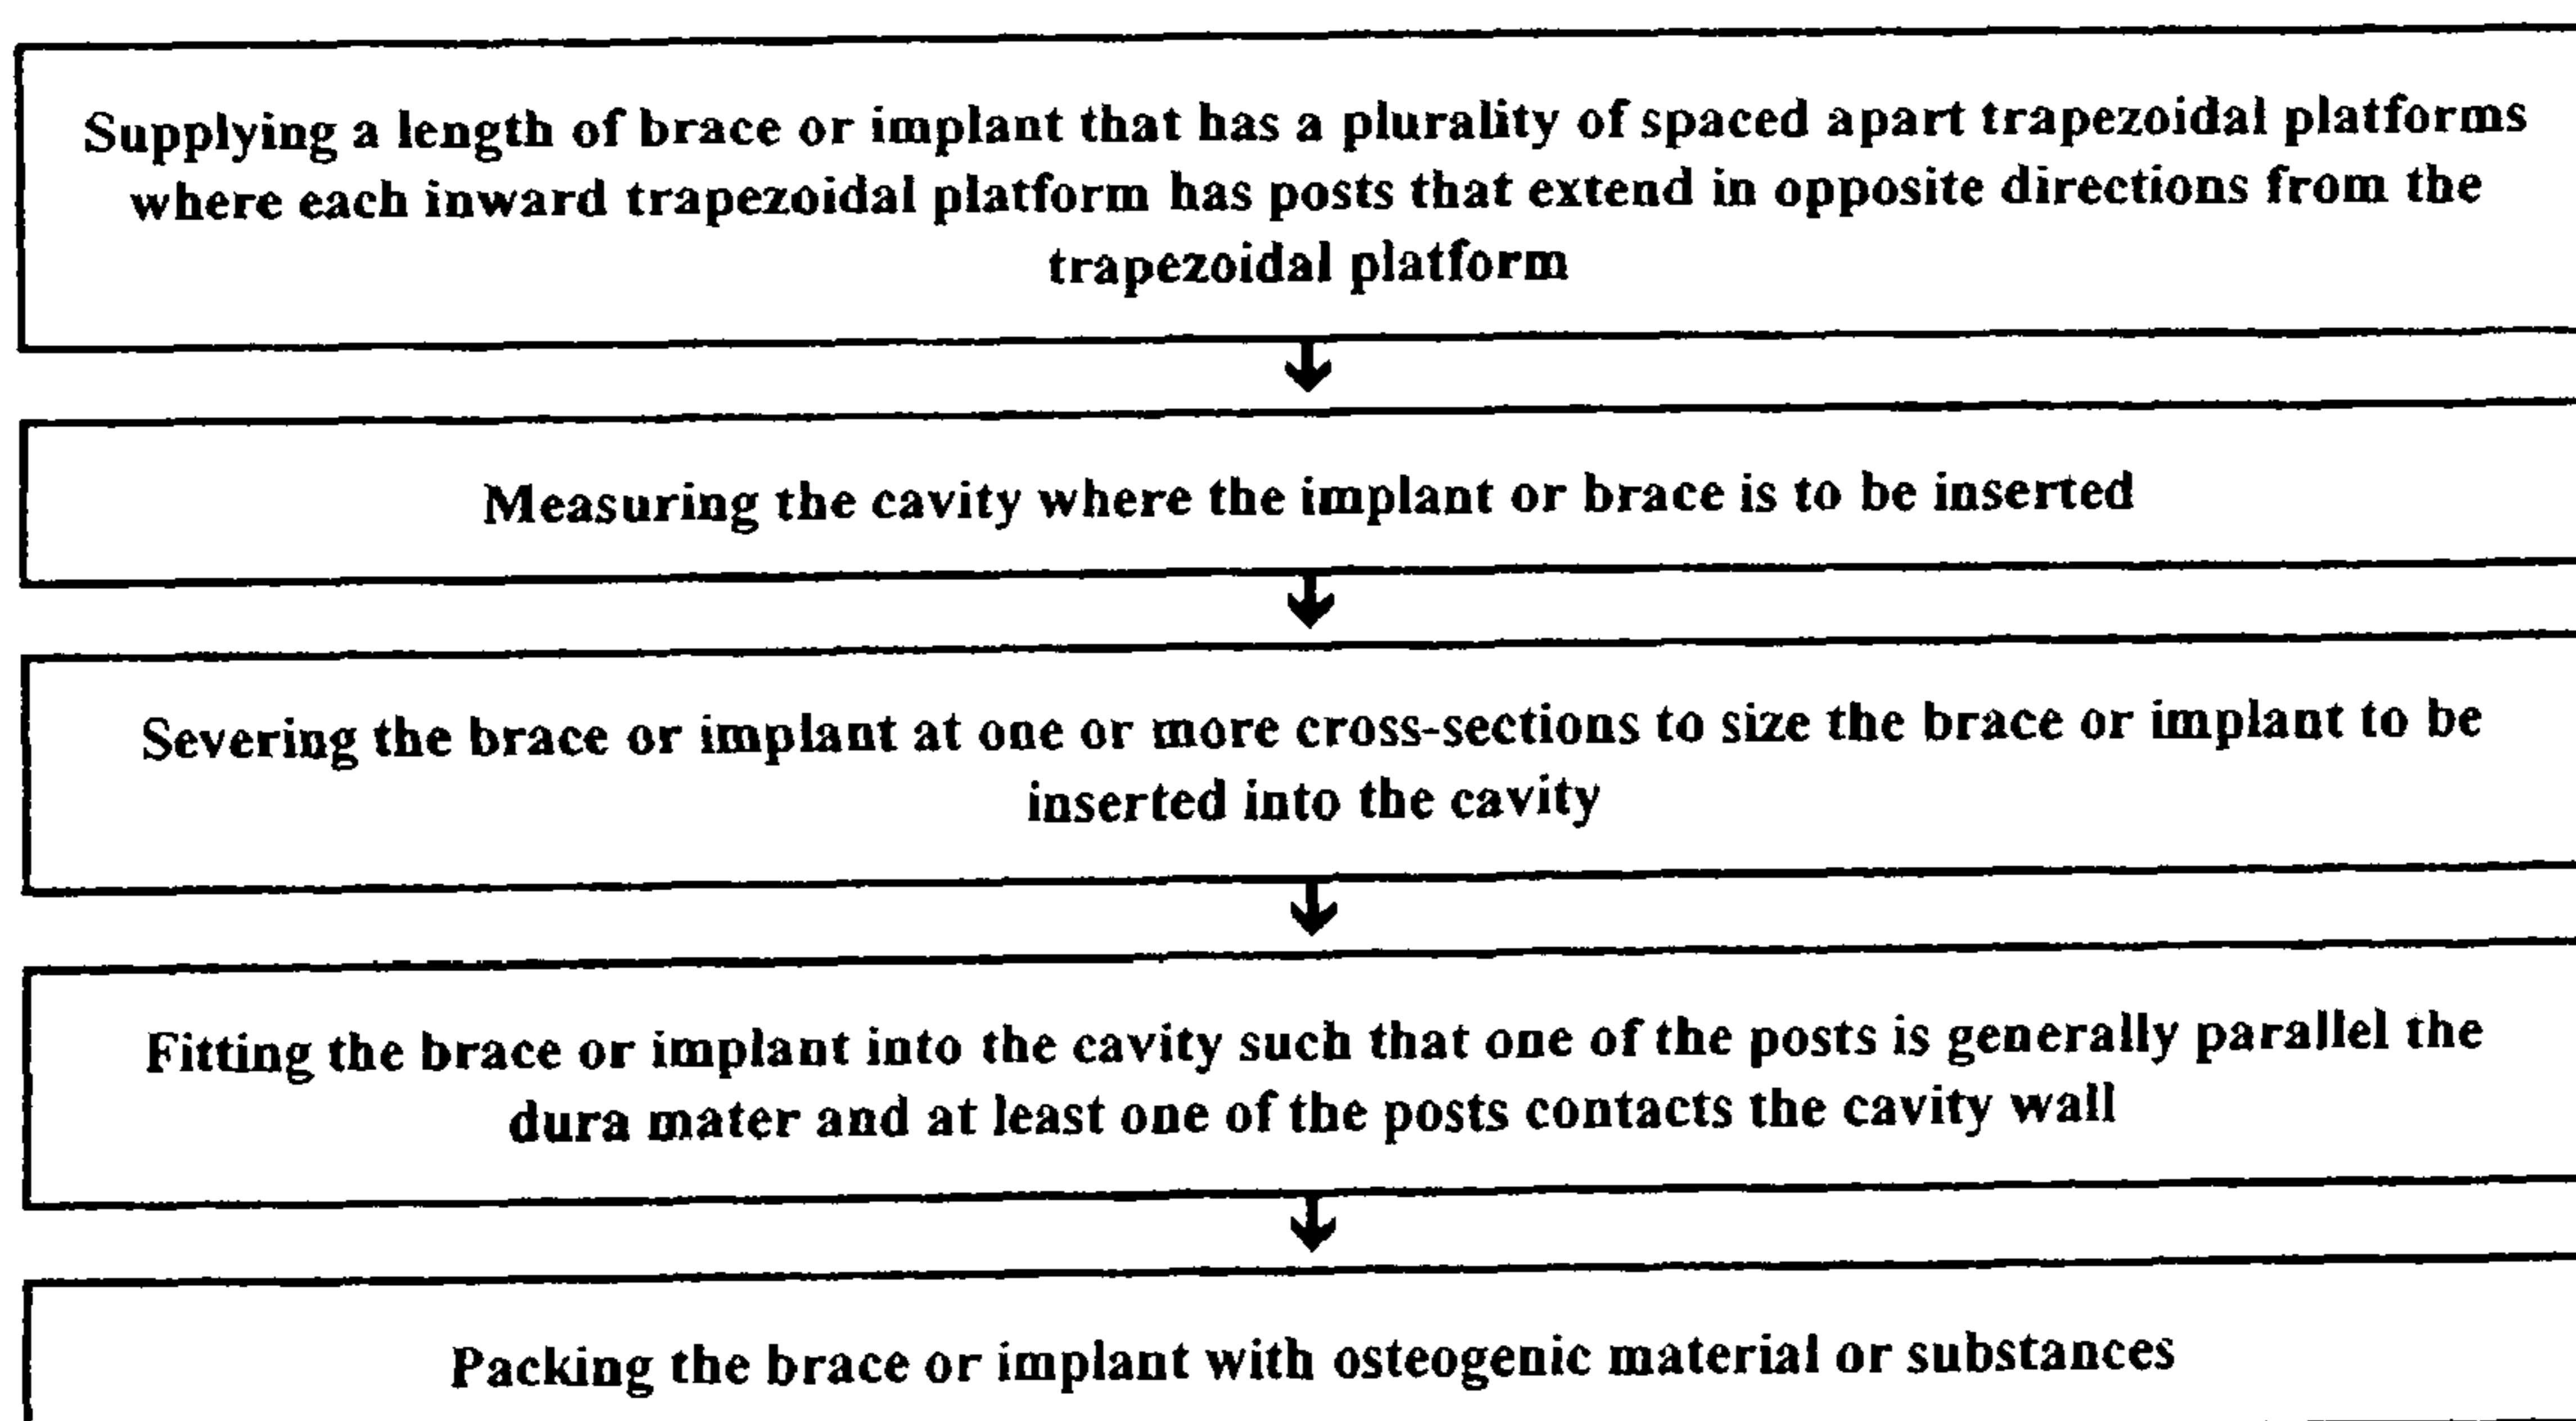 Supplying a length of brace or implant that has a plurality of spaced apart trapezoidal platforms
where each inward trapezoidal platform has posts that extend in opposite directions from the
trapezoidal platform
Measuring the cavity where the implant or brace is to be inserted
Severing the brace or implant at one or more cross-sections to size the brace or implant to be
inserted into the cavity
Fitting the brace or implant into the cavity such that one of the posts is generally parallel the
dura mater and at least one of the posts contacts the cavity wall
Packing the brace or implant with osteogenic material or substances